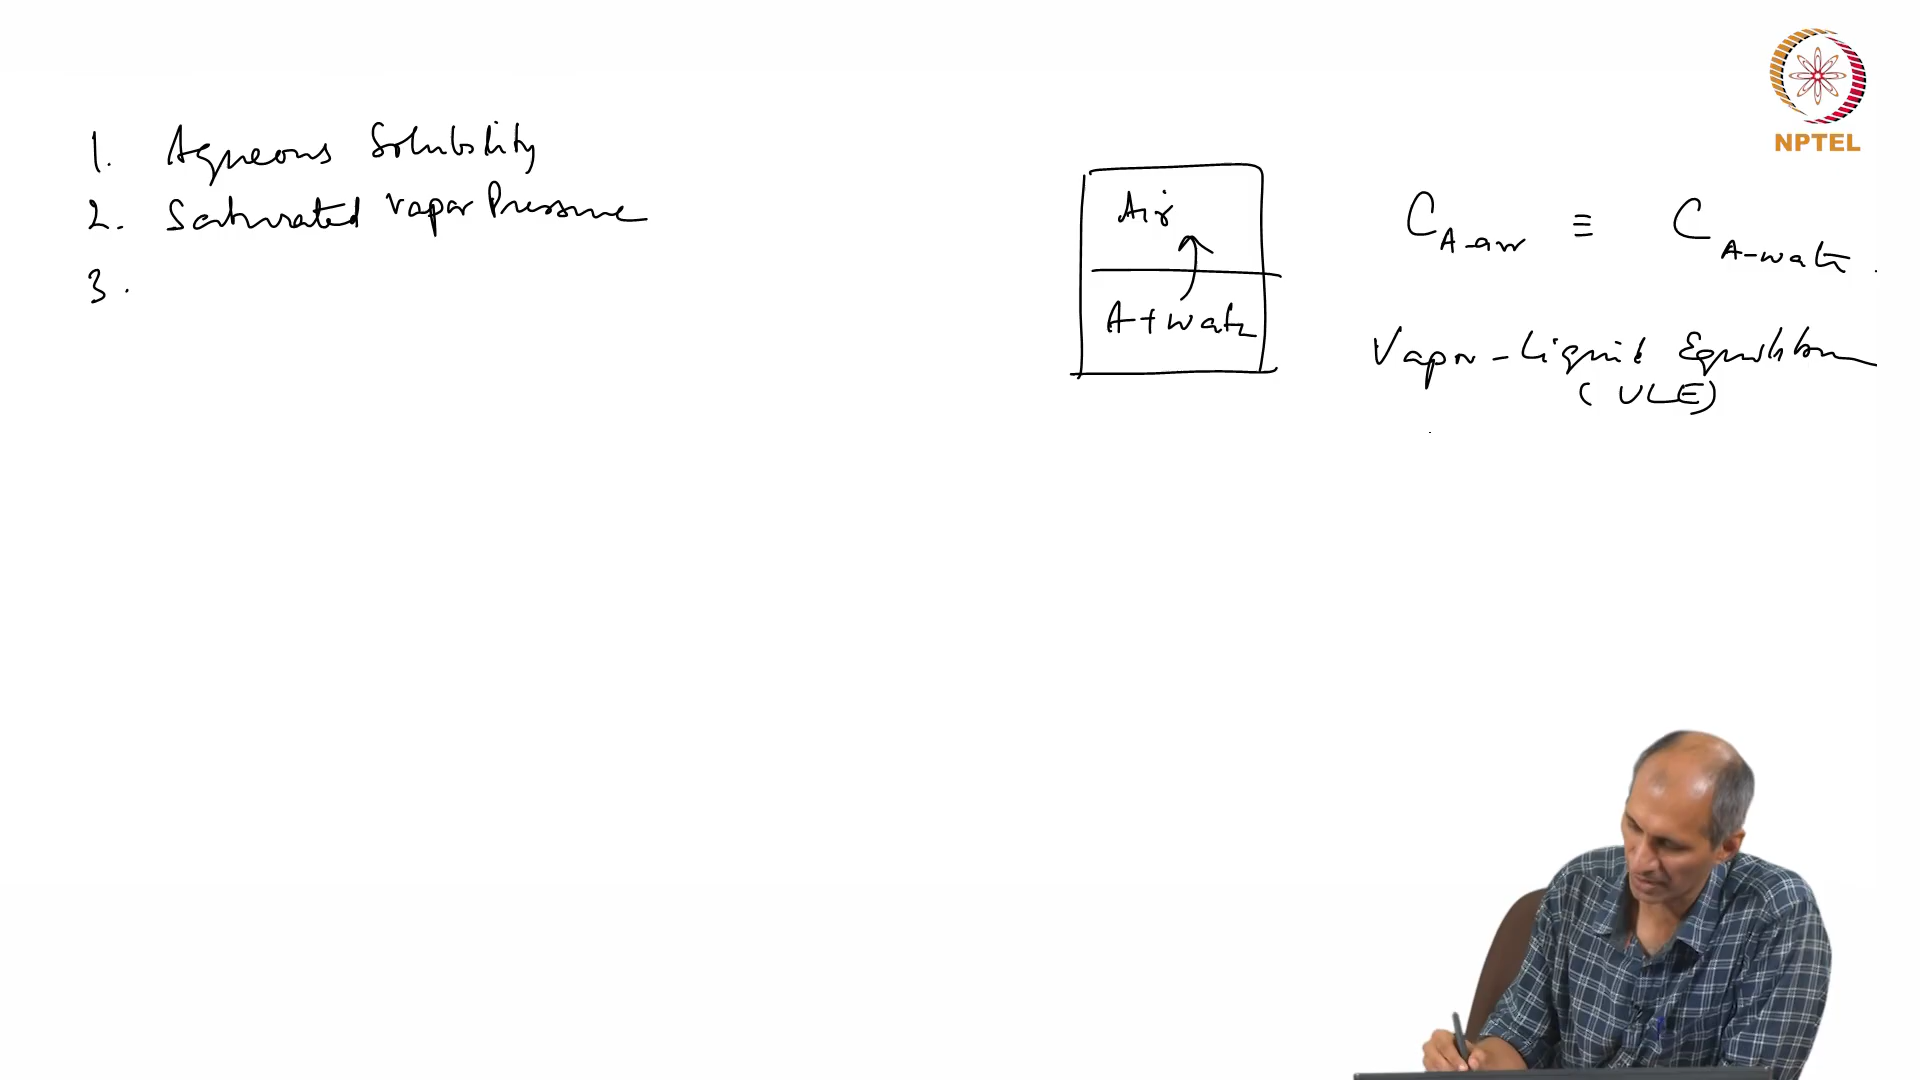 1. Aqueous Solubility
2. Saturated Vapor Pressure
3.
Air
A+water
C A-air ≡ C A-water
Vapor-Liquid Equilibrium
(VLE)
NPTEL